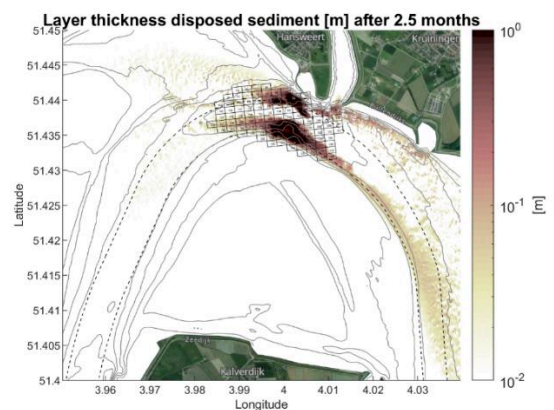 Layer thickness disposed sediment [m] after 2.5 months
Hansweert
Kruiningen
51.45
51.445
51.44
51.435
51.43
51.425
51.42
51.415
51.41
51.405
51.4
Latitude
Zeedijk
Kalverdijk
3.96
3.97
3.98
3.99
4
4.01
4.02
4.03
Longitude
10^0
10^-1
10^-2
[m]